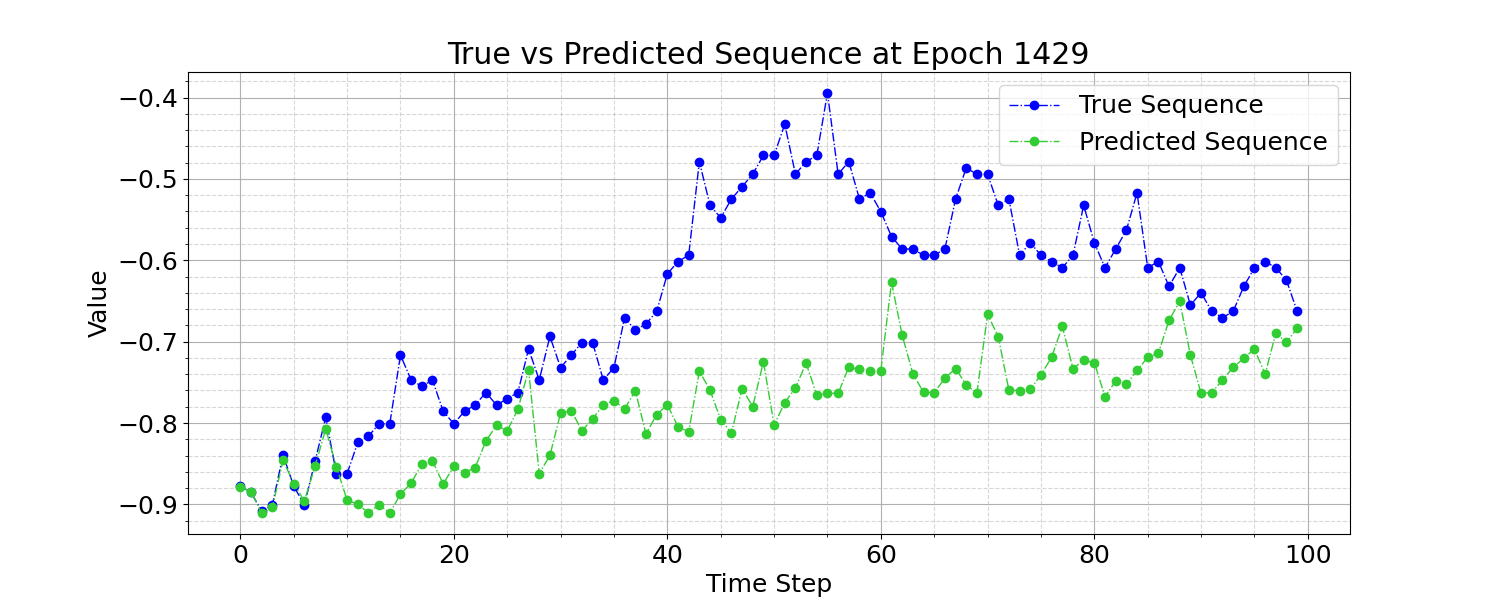 True vs Predicted Sequence at Epoch 1429
True Sequence
Predicted Sequence
Value
−0.4
−0.5
−0.6
−0.7
−0.8
−0.9
0 20 40 60 80 100
Time Step